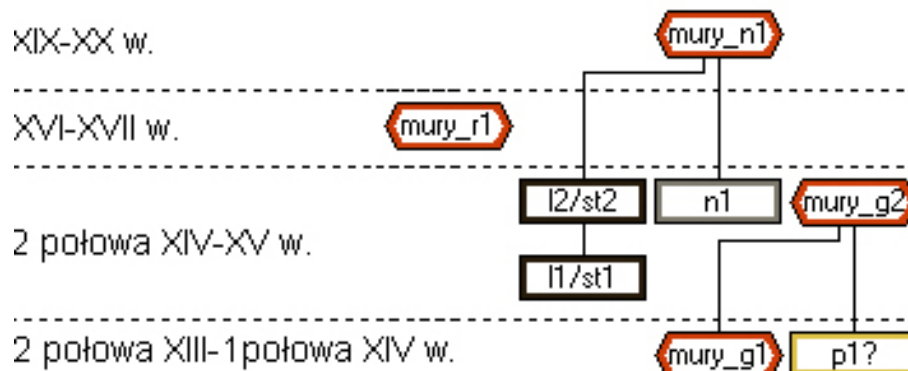 XIX-XX w.
mury_n1
XVI-XVII w.
mury_r1
l2/st2
n1
mury_g2
2 połowa XIV-XV w.
l1/st1
2 połowa XIII-1połowa XIV w.
mury_g1
p1?